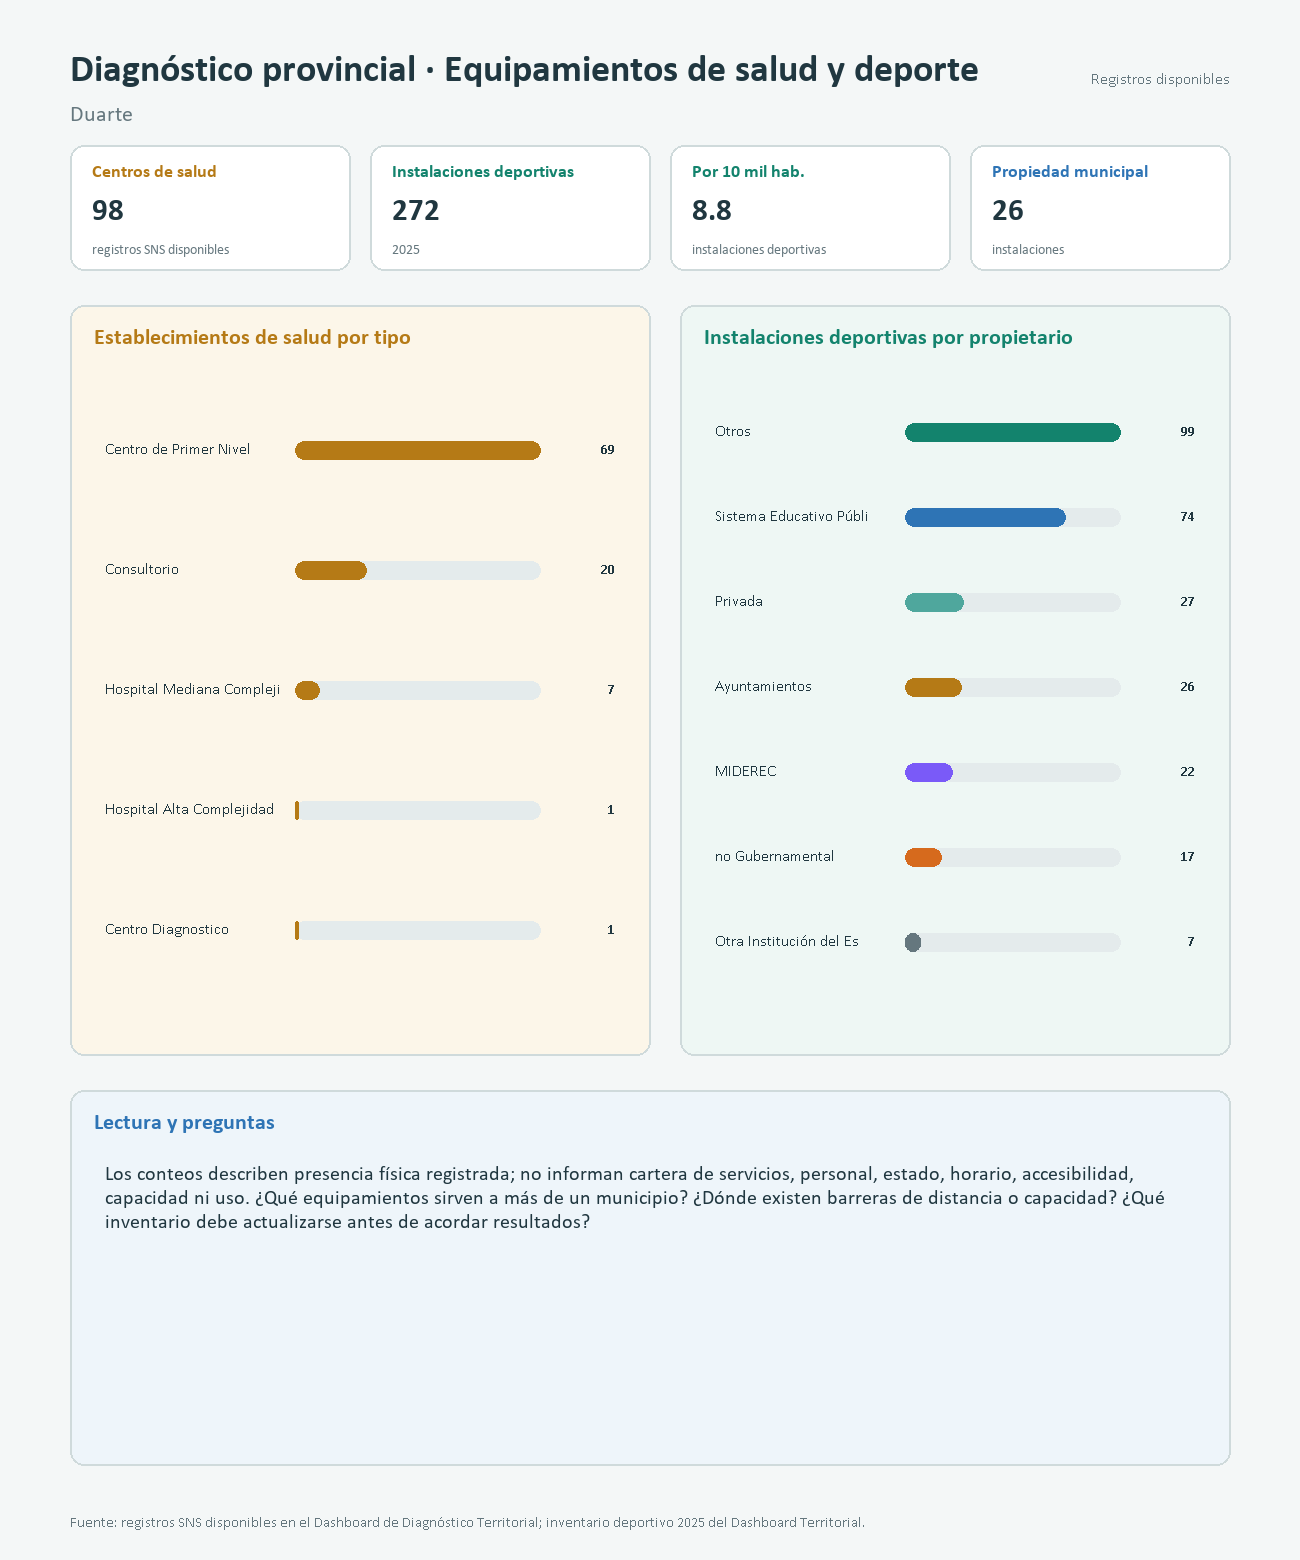 Diagnóstico provincial · Equipamientos de salud y deporte
Registros disponibles
Duarte
Centros de salud
98
registros SNS disponibles
Instalaciones deportivas
272
2025
Por 10 mil hab.
8.8
instalaciones deportivas
Propiedad municipal
26
instalaciones
Establecimientos de salud por tipo
Centro de Primer Nivel 69
Consultorio 20
Hospital Mediana Compleji 7
Hospital Alta Complejidad 1
Centro Diagnostico 1
Instalaciones deportivas por propietario
Otros 99
Sistema Educativo Públi 74
Privada 27
Ayuntamientos 26
MIDEREC 22
no Gubernamental 17
Otra Institución del Es 7
Lectura y preguntas
Los conteos describen presencia física registrada; no informan cartera de servicios, personal, estado, horario, accesibilidad,
capacidad ni uso. ¿Qué equipamientos sirven a más de un municipio? ¿Dónde existen barreras de distancia o capacidad? ¿Qué
inventario debe actualizarse antes de acordar resultados?
Fuente: registros SNS disponibles en el Dashboard de Diagnóstico Territorial; inventario deportivo 2025 del Dashboard Territorial.